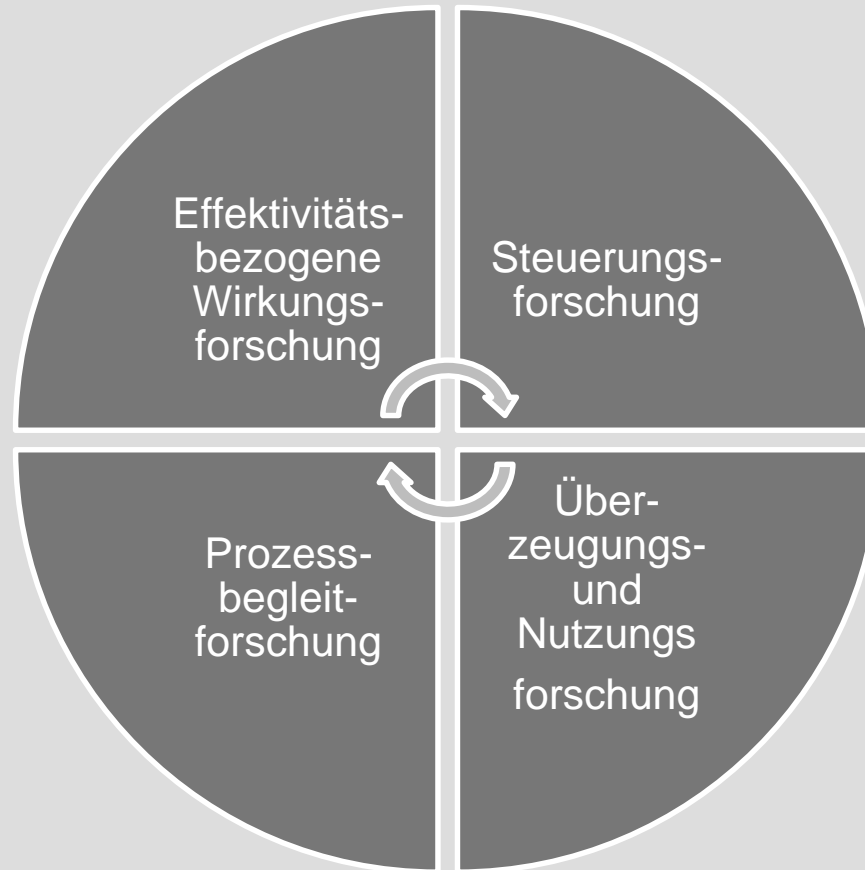 Effektivitäts-
bezogene
Wirkungs-
forschung
Steuerungs-
forschung
Prozess-
begleit-
forschung
Über-
zeugungs-
und
Nutzungs
forschung